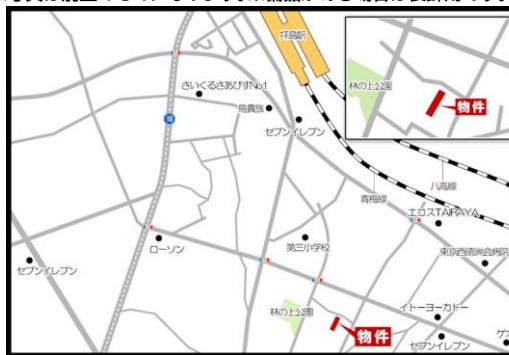 拝島駅
林の上公園
物件
さいくるさあびすNo1
鳥貴族
セブンイレブン
16
八高線
青梅線
エコスTAIRAYA
ローソン
第三小学校
東京西徳洲会病院
セブンイレブン
林の上公園
イトーヨーカドー
物件
セブンイレブン